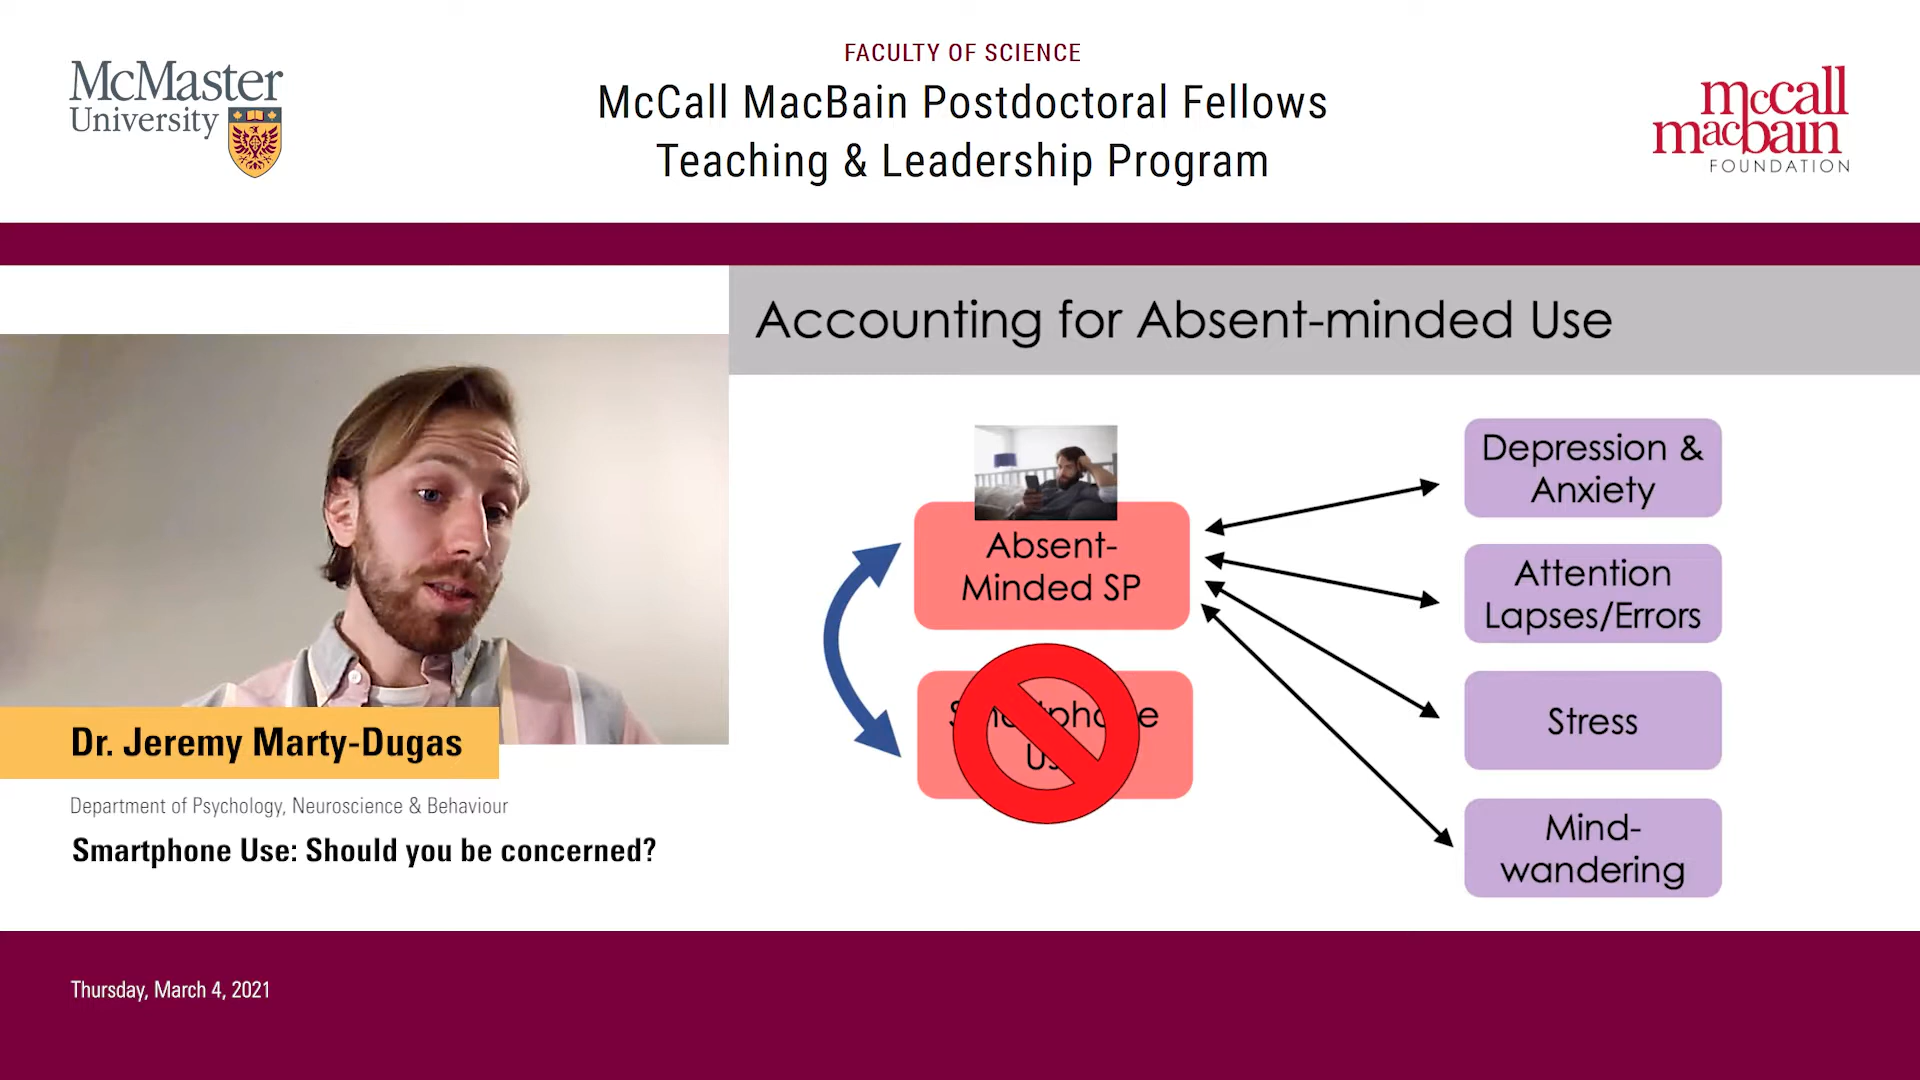 McMaster
University
FACULTY OF SCIENCE
McCall MacBain Postdoctoral Fellows
Teaching & Leadership Program
mccall
macbain
FOUNDATION
Accounting for Absent-minded Use
Absent-
Minded SP
Depression &
Anxiety
Attention
Lapses/Errors
Stress
Mind-
wandering
Dr. Jeremy Marty-Dugas
Department of Psychology, Neuroscience & Behaviour
Smartphone Use: Should you be concerned?
Thursday, March 4, 2021